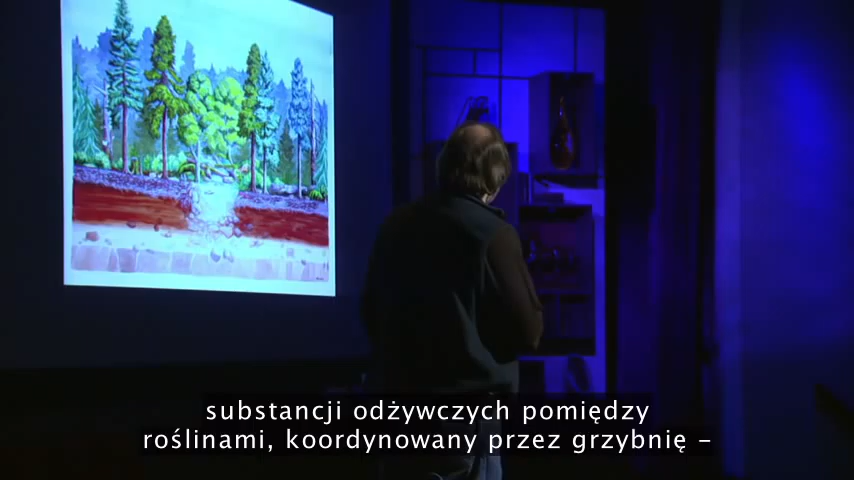 substancji odżywczych pomiędzy
roślinami, koordynowany przez grzybnię –